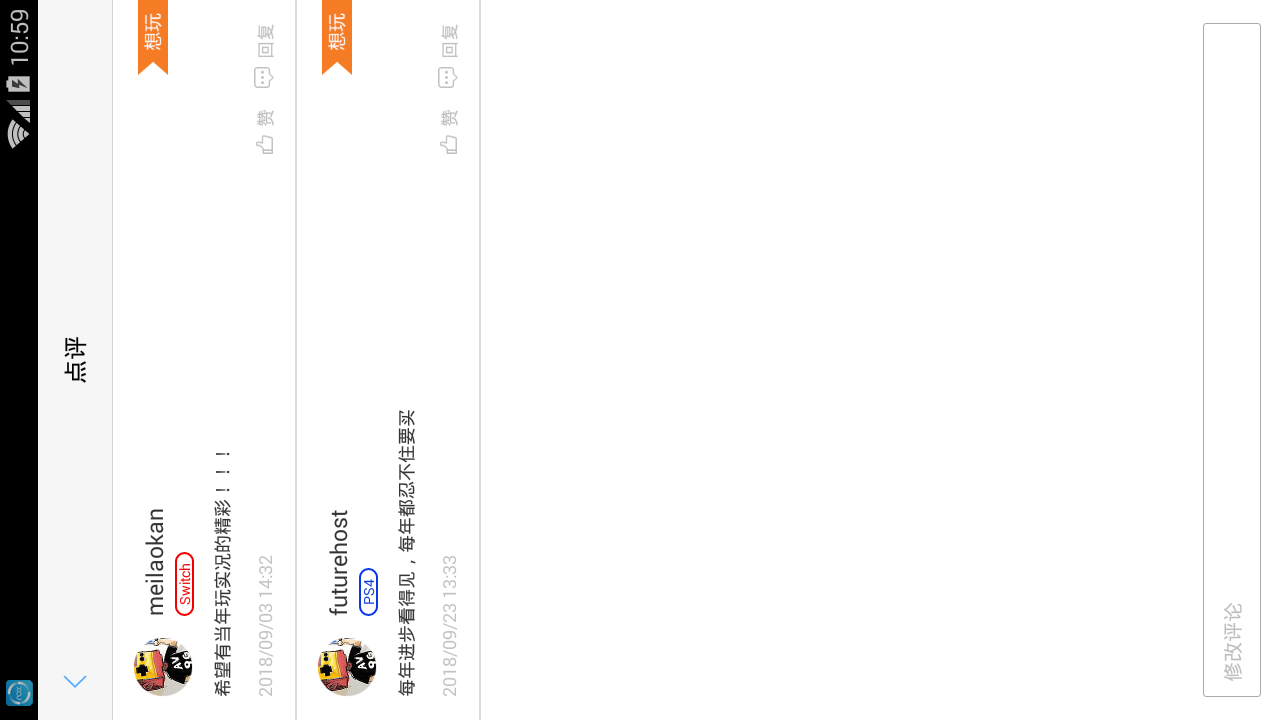 10:59
点评
meilaokan
想玩
Switch
希望有当年玩实况的精彩！！！
2018/09/03 14:32
赞
回复
futurehost
想玩
PS4
每年进步看得见，每年都忍不住要买
2018/09/23 13:33
赞
回复
修改评论